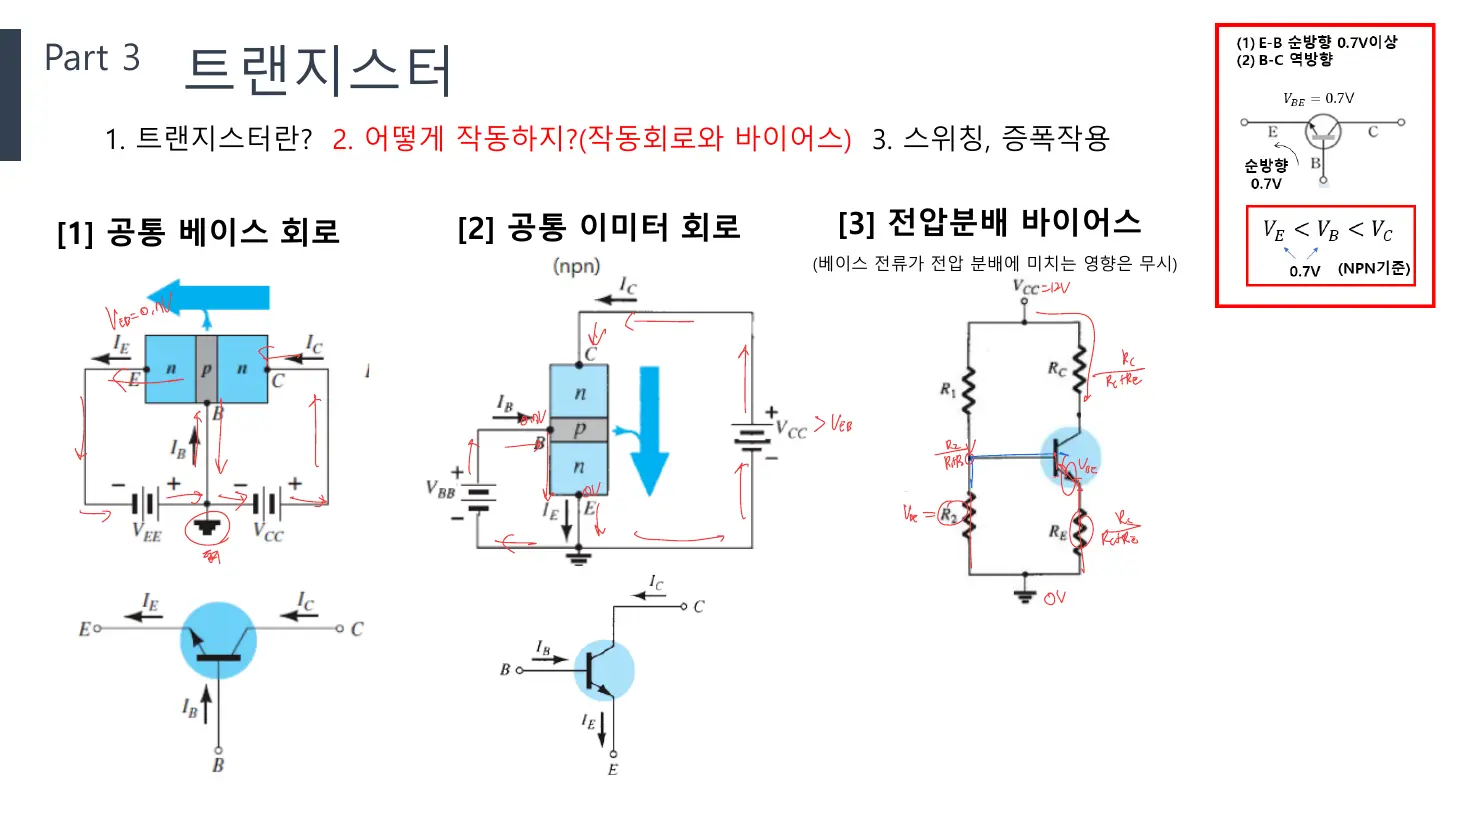 Part 3
트랜지스터
1. 트랜지스터란? 2. 어떻게 작동하지?(작동회로와 바이어스) 3. 스위칭, 증폭작용
(1) E-B 순방향 0.7V이상
(2) B-C 역방향
V_BE = 0.7V
E
C
B
순방향
0.7V
V_E < V_B < V_C
0.7V
(NPN기준)
[1] 공통 베이스 회로
V_EB=0.7V
I_E
I_C
n
p
n
E
C
B
I_B
−
+
−
+
V_EE
V_CC
I_E
I_C
E
C
I_B
B
[2] 공통 이미터 회로
(npn)
I_C
C
n
I_B
B
p
n
0V
I_E
E
+
V_BB
−
+
V_CC > V_EB
−
I_C
C
I_B
B
I_E
E
[3] 전압분배 바이어스
(베이스 전류가 전압 분배에 미치는 영향은 무시)
V_CC=12V
R_C
R_1
V_BE
R_2
R_E
0V